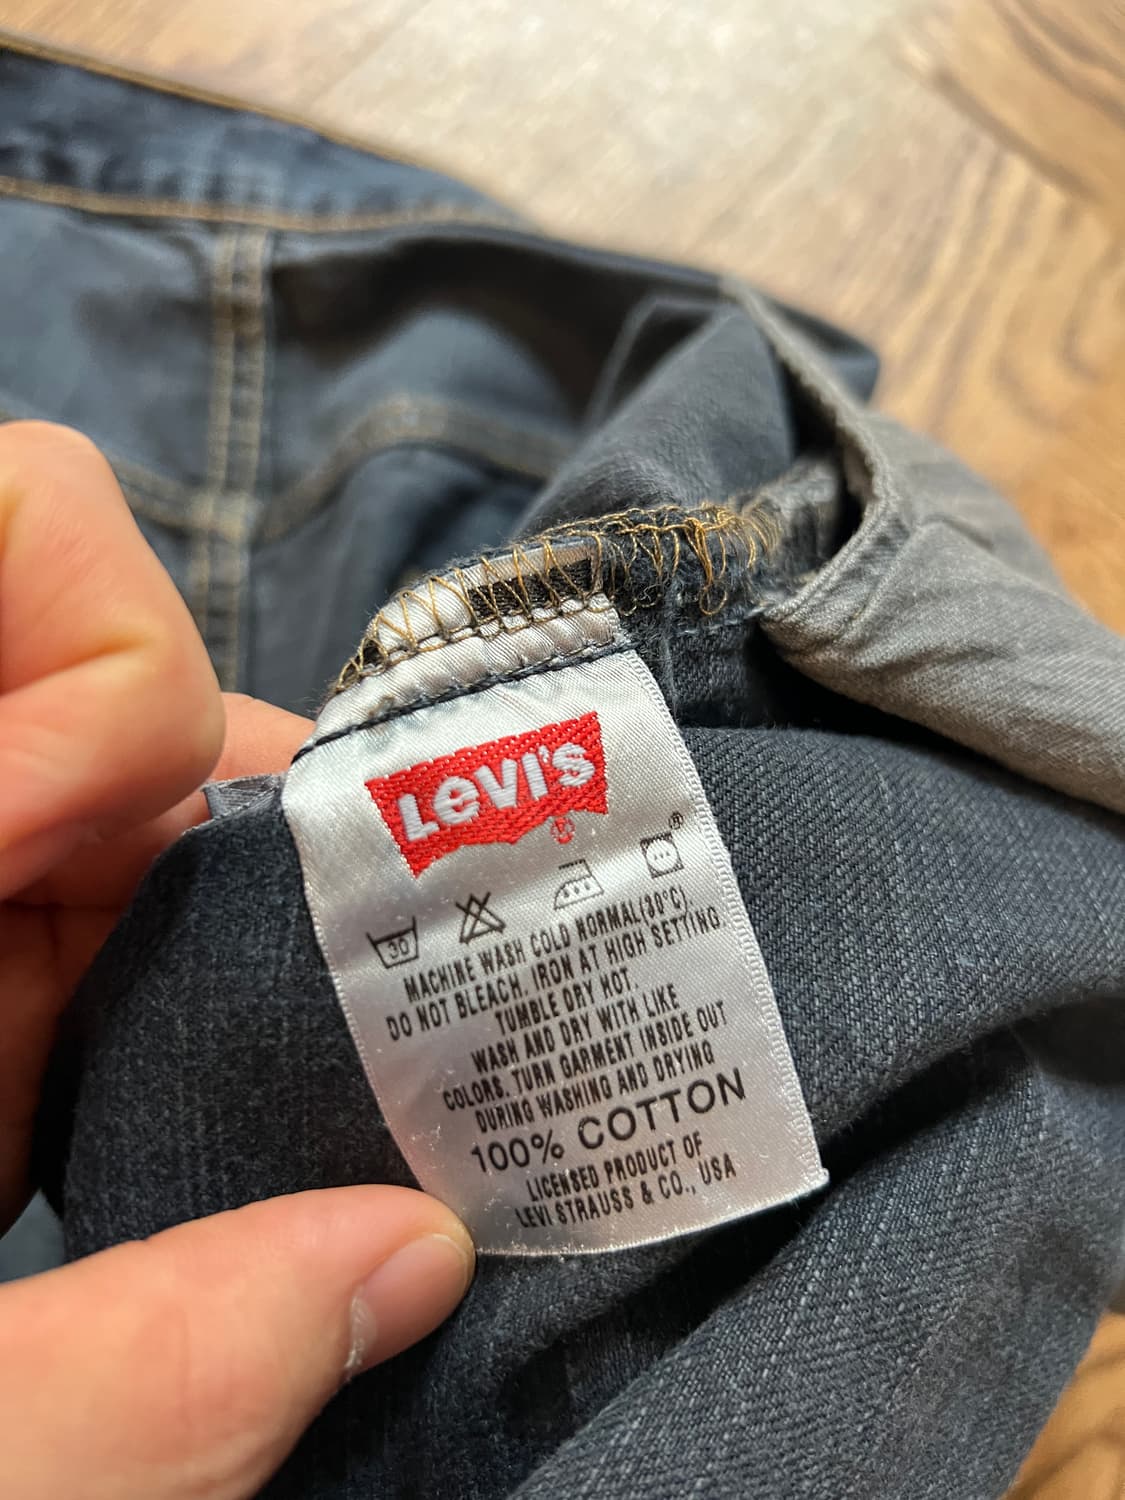 LEVI'S
®
®
30
MACHINE WASH COLD NORMAL(30°C).
DO NOT BLEACH. IRON AT HIGH SETTING.
TUMBLE DRY HOT.
WASH AND DRY WITH LIKE
COLORS. TURN GARMENT INSIDE OUT
DURING WASHING AND DRYING
100% COTTON
LICENSED PRODUCT OF
LEVI STRAUSS & CO., USA